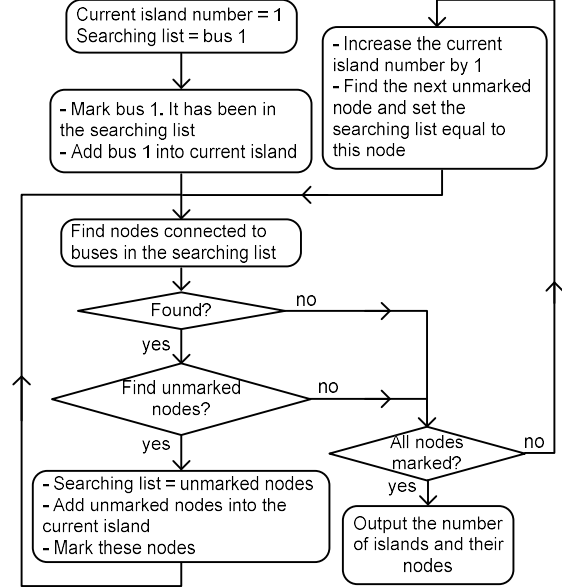 Current island number = 1
Searching list = bus 1
- Mark bus 1. It has been in
the searching list
- Add bus 1 into current island
- Increase the current
island number by 1
- Find the next unmarked
node and set the
searching list equal to
this node
Find nodes connected to
buses in the searching list
Found?
no
yes
Find unmarked
nodes?
no
yes
All nodes
marked?
no
yes
- Searching list = unmarked nodes
- Add unmarked nodes into the
current island
- Mark these nodes
Output the number
of islands and their
nodes